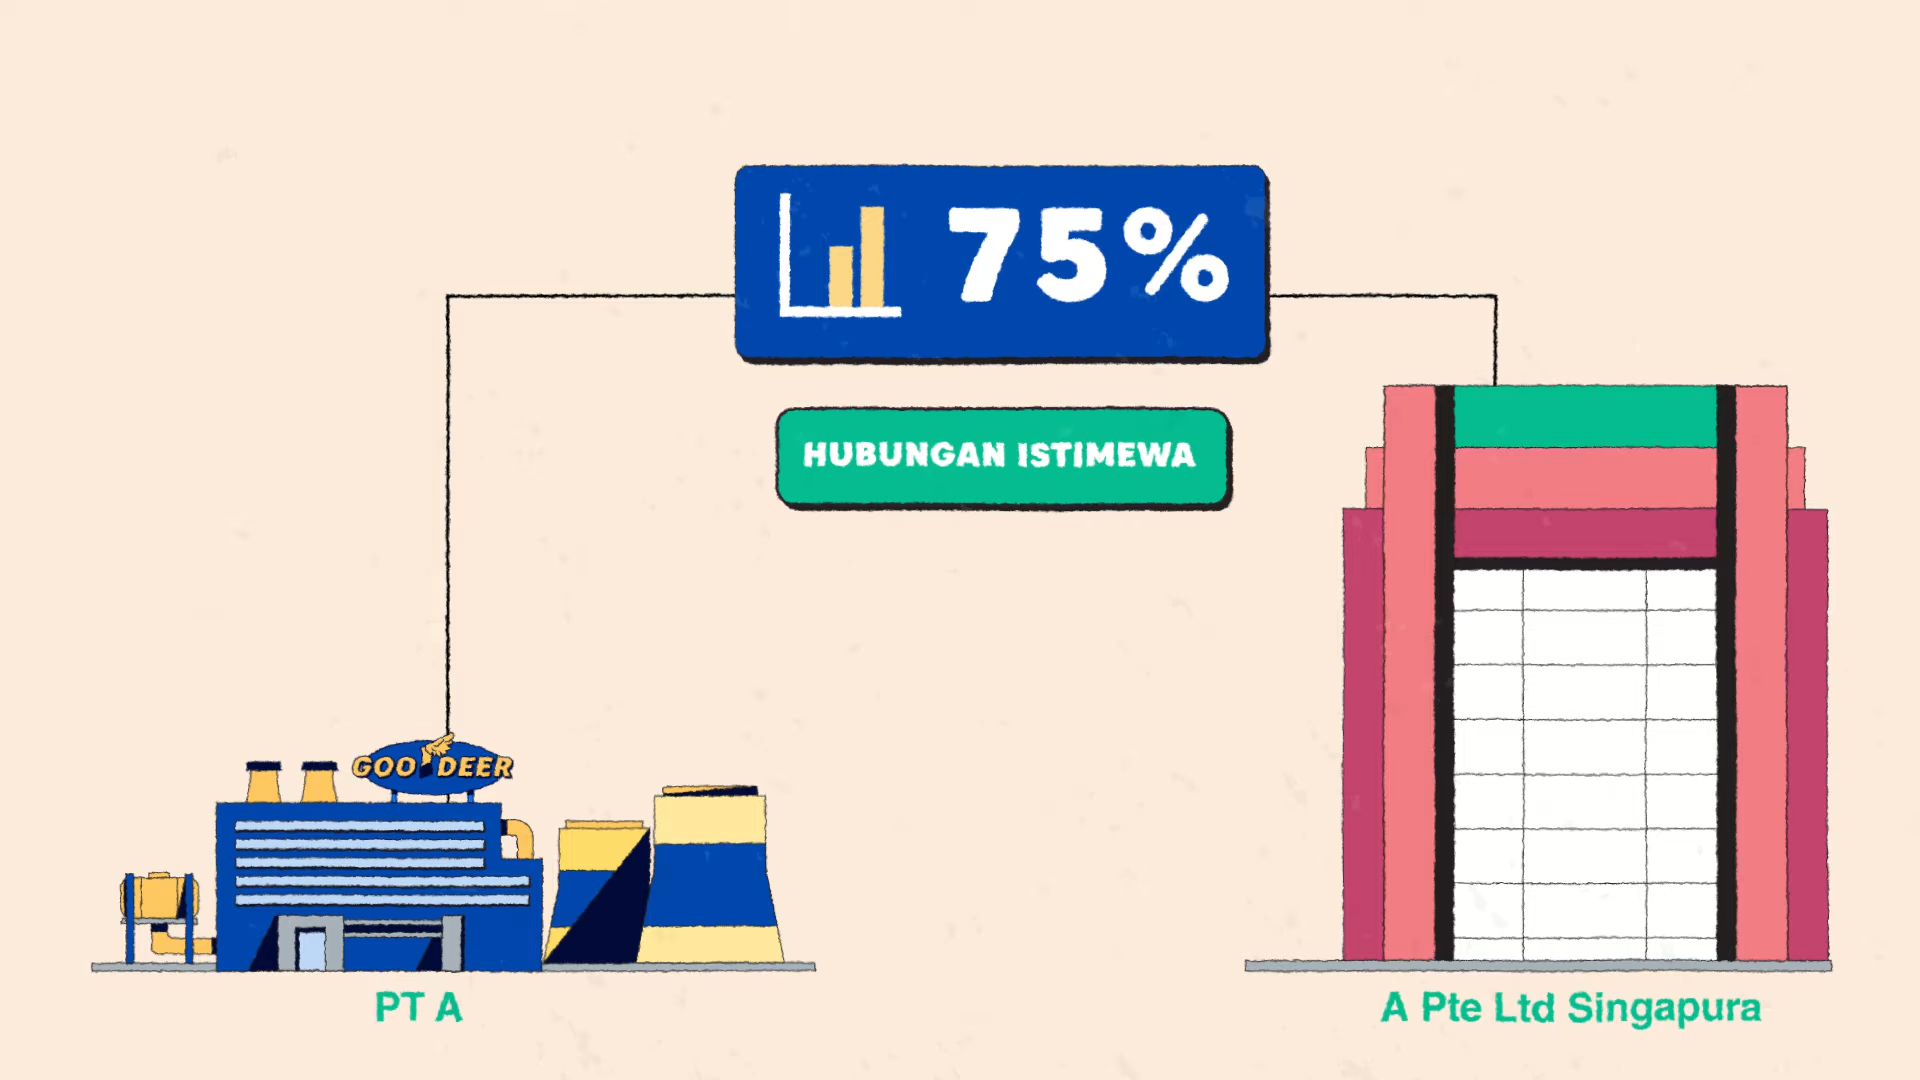 75%
HUBUNGAN ISTIMEWA
GOO DEER
PT A
A Pte Ltd Singapura